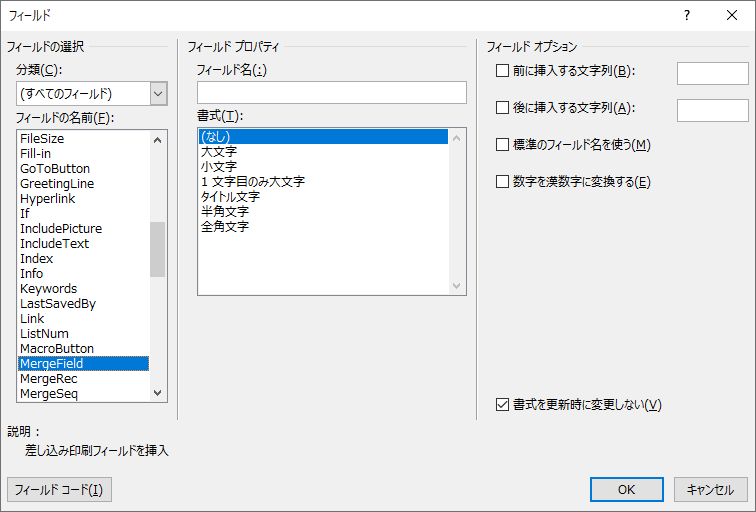 フィールド
フィールドの選択
分類(C):
(すべてのフィールド)
フィールドの名前(F):
FileSize
Fill-in
GoToButton
GreetingLine
Hyperlink
If
IncludePicture
IncludeText
Index
Info
Keywords
LastSavedBy
Link
ListNum
MacroButton
MergeField
MergeRec
MergeSeq
フィールド プロパティ
フィールド名(:)
書式(T):
(なし)
大文字
小文字
1 文字目のみ大文字
タイトル文字
半角文字
全角文字
フィールド オプション
前に挿入する文字列(B):
後に挿入する文字列(A):
標準のフィールド名を使う(M)
数字を漢数字に変換する(E)
書式を更新時に変更しない(V)
説明：
差し込み印刷フィールドを挿入
フィールド コード(I)
OK
キャンセル